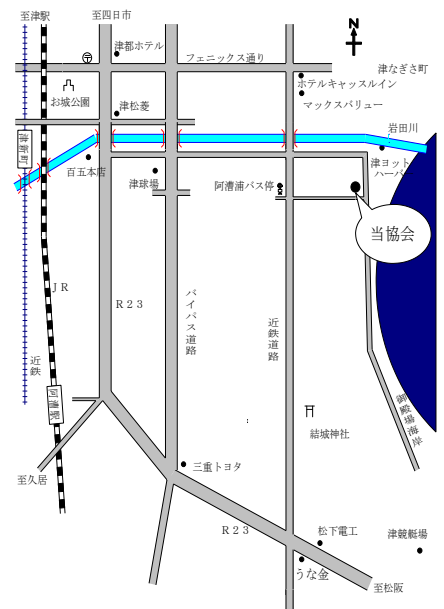 至津駅
至四日市
N
津都ホテル
フェニックス通り
津なぎさ町
ホテルキャッスルイン
マックスバリュー
お城公園
津松菱
岩田川
津新町
百五本店
津球場
阿漕浦バス停
津ヨット
ハーバー
当協会
JR
R23
バイパス道路
近鉄道路
近鉄
阿漕駅
結城神社
至久居
三重トヨタ
R23
松下電工
津競艇場
うな金
至松阪